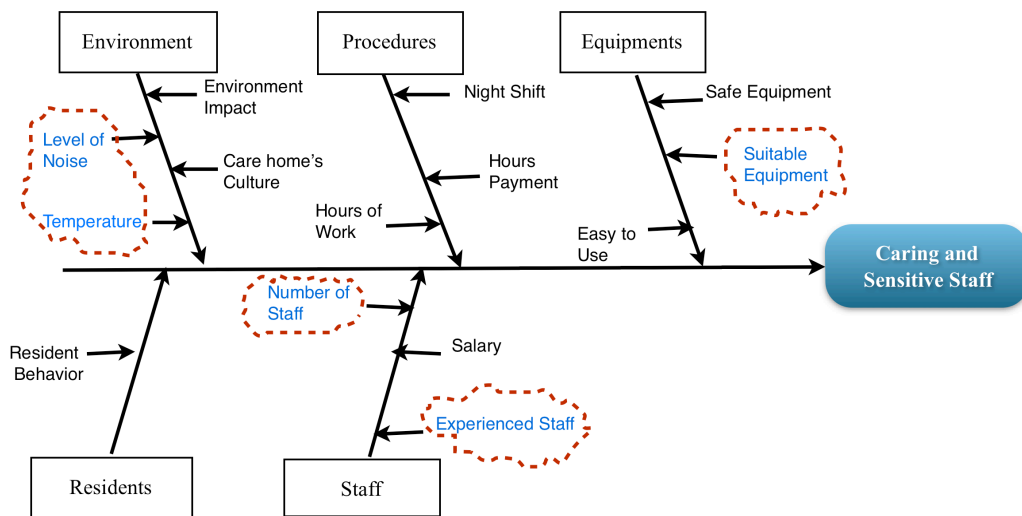 Environment
Procedures
Equipments
Environment
Impact
Level of
Noise
Care home's
Culture
Temperature
Night Shift
Hours
Payment
Hours of
Work
Safe Equipment
Suitable
Equipment
Easy to
Use
Caring and
Sensitive Staff
Number of
Staff
Resident
Behavior
Salary
Experienced Staff
Residents
Staff